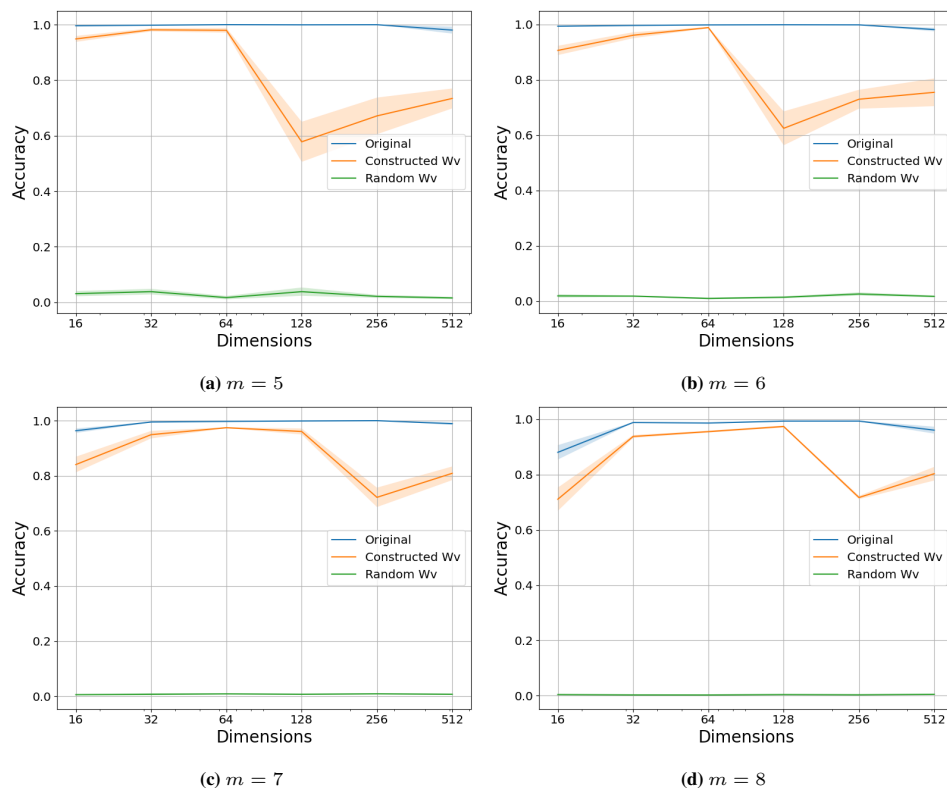 1.0
0.8
0.6
0.4
0.2
0.0
Accuracy
Original
Constructed Wv
Random Wv
16 32 64 128 256 512
Dimensions
(a) m = 5
1.0
0.8
0.6
0.4
0.2
0.0
Accuracy
Original
Constructed Wv
Random Wv
16 32 64 128 256 512
Dimensions
(b) m = 6
1.0
0.8
0.6
0.4
0.2
0.0
Accuracy
Original
Constructed Wv
Random Wv
16 32 64 128 256 512
Dimensions
(c) m = 7
1.0
0.8
0.6
0.4
0.2
0.0
Accuracy
Original
Constructed Wv
Random Wv
16 32 64 128 256 512
Dimensions
(d) m = 8